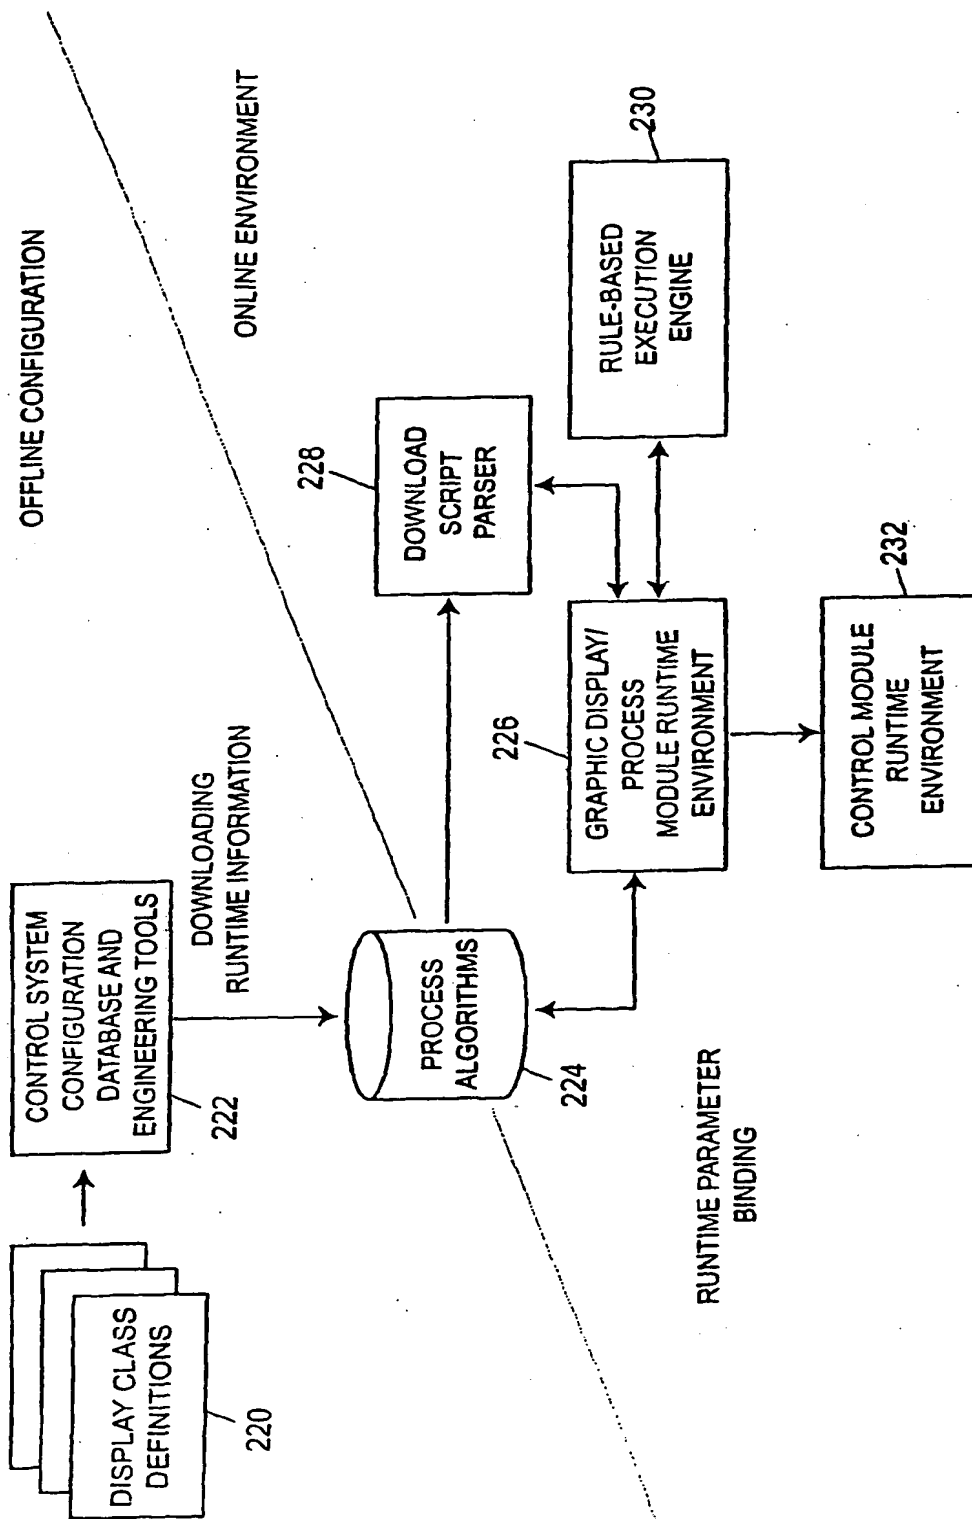 OFFLINE CONFIGURATION
ONLINE ENVIRONMENT
DISPLAY CLASS
DEFINITIONS
220
CONTROL SYSTEM
CONFIGURATION
DATABASE AND
ENGINEERING TOOLS
222
DOWNLOADING
RUNTIME INFORMATION
PROCESS
ALGORITHMS
224
DOWNLOAD
SCRIPT
PARSER
228
RULE-BASED
EXECUTION
ENGINE
230
GRAPHIC DISPLAY/
PROCESS
MODULE RUNTIME
ENVIRONMENT
226
RUNTIME PARAMETER
BINDING
CONTROL MODULE
RUNTIME
ENVIRONMENT
232